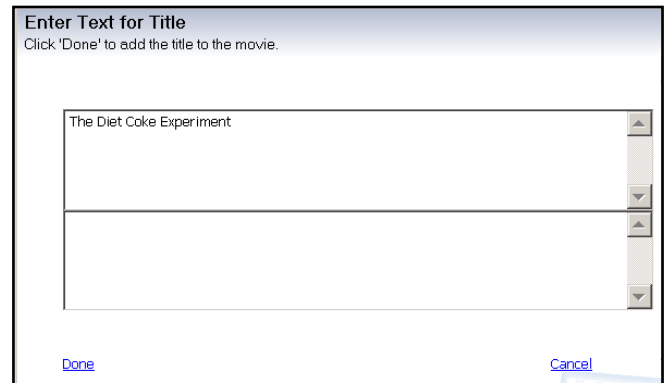 Enter Text for Title
Click 'Done' to add the title to the movie.
The Diet Coke Experiment
Done Cancel